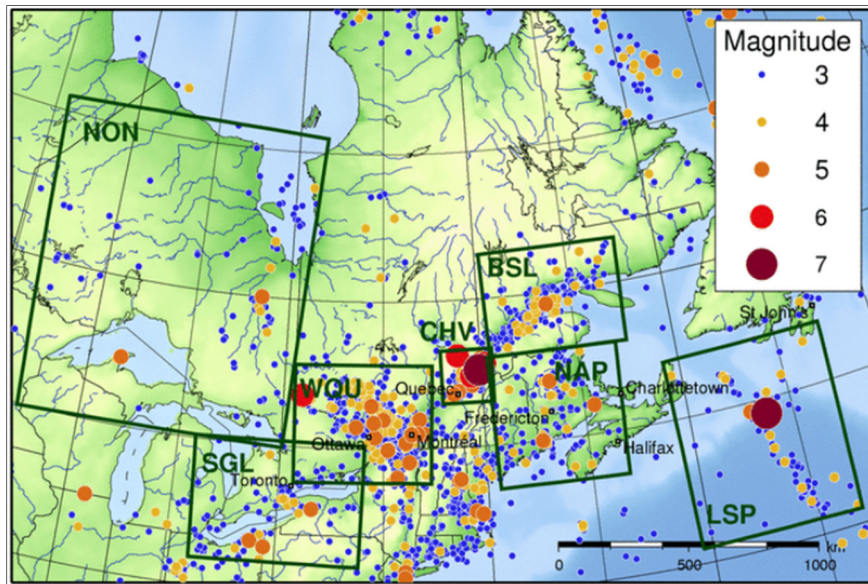 Magnitude
3
4
5
6
7
NON
BSL
CHV
St John's
WQU
NAP
Quebec
Charlottetown
Fredericton
Ottawa
Montreal
Halifax
SGL
Toronto
LSP
km
0
500
1000